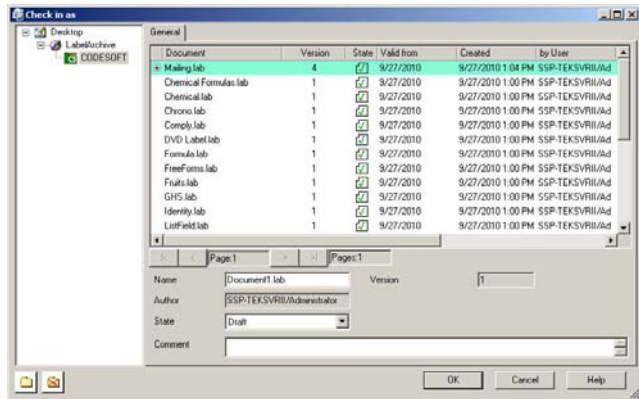 Check in as
Desktop
LabelArchive
CODESOFT
General
Document Version State Valid from Created by User
Mailing.lab 4 9/27/2010 9/27/2010 1:04 PM SSP-TEKSVRII/Ad
Chemical Formulas.lab 1 9/27/2010 9/27/2010 1:00 PM SSP-TEKSVRII/Ad
Chemical.lab 1 9/27/2010 9/27/2010 1:00 PM SSP-TEKSVRII/Ad
Chrono.lab 1 9/27/2010 9/27/2010 1:00 PM SSP-TEKSVRII/Ad
Comply.lab 1 9/27/2010 9/27/2010 1:00 PM SSP-TEKSVRII/Ad
DVD Label.lab 1 9/27/2010 9/27/2010 1:00 PM SSP-TEKSVRII/Ad
Formula.lab 1 9/27/2010 9/27/2010 1:00 PM SSP-TEKSVRII/Ad
FreeForms.lab 1 9/27/2010 9/27/2010 1:00 PM SSP-TEKSVRII/Ad
Fruits.lab 1 9/27/2010 9/27/2010 1:00 PM SSP-TEKSVRII/Ad
GHS.lab 1 9/27/2010 9/27/2010 1:00 PM SSP-TEKSVRII/Ad
Identity.lab 1 9/27/2010 9/27/2010 1:00 PM SSP-TEKSVRII/Ad
ListField.lab 1 9/27/2010 9/27/2010 1:00 PM SSP-TEKSVRII/Ad
Page:1 Pages:1
Name Document1.lab Version 1
Author SSP-TEKSVRII/Administrator
State Draft
Comment
OK Cancel Help